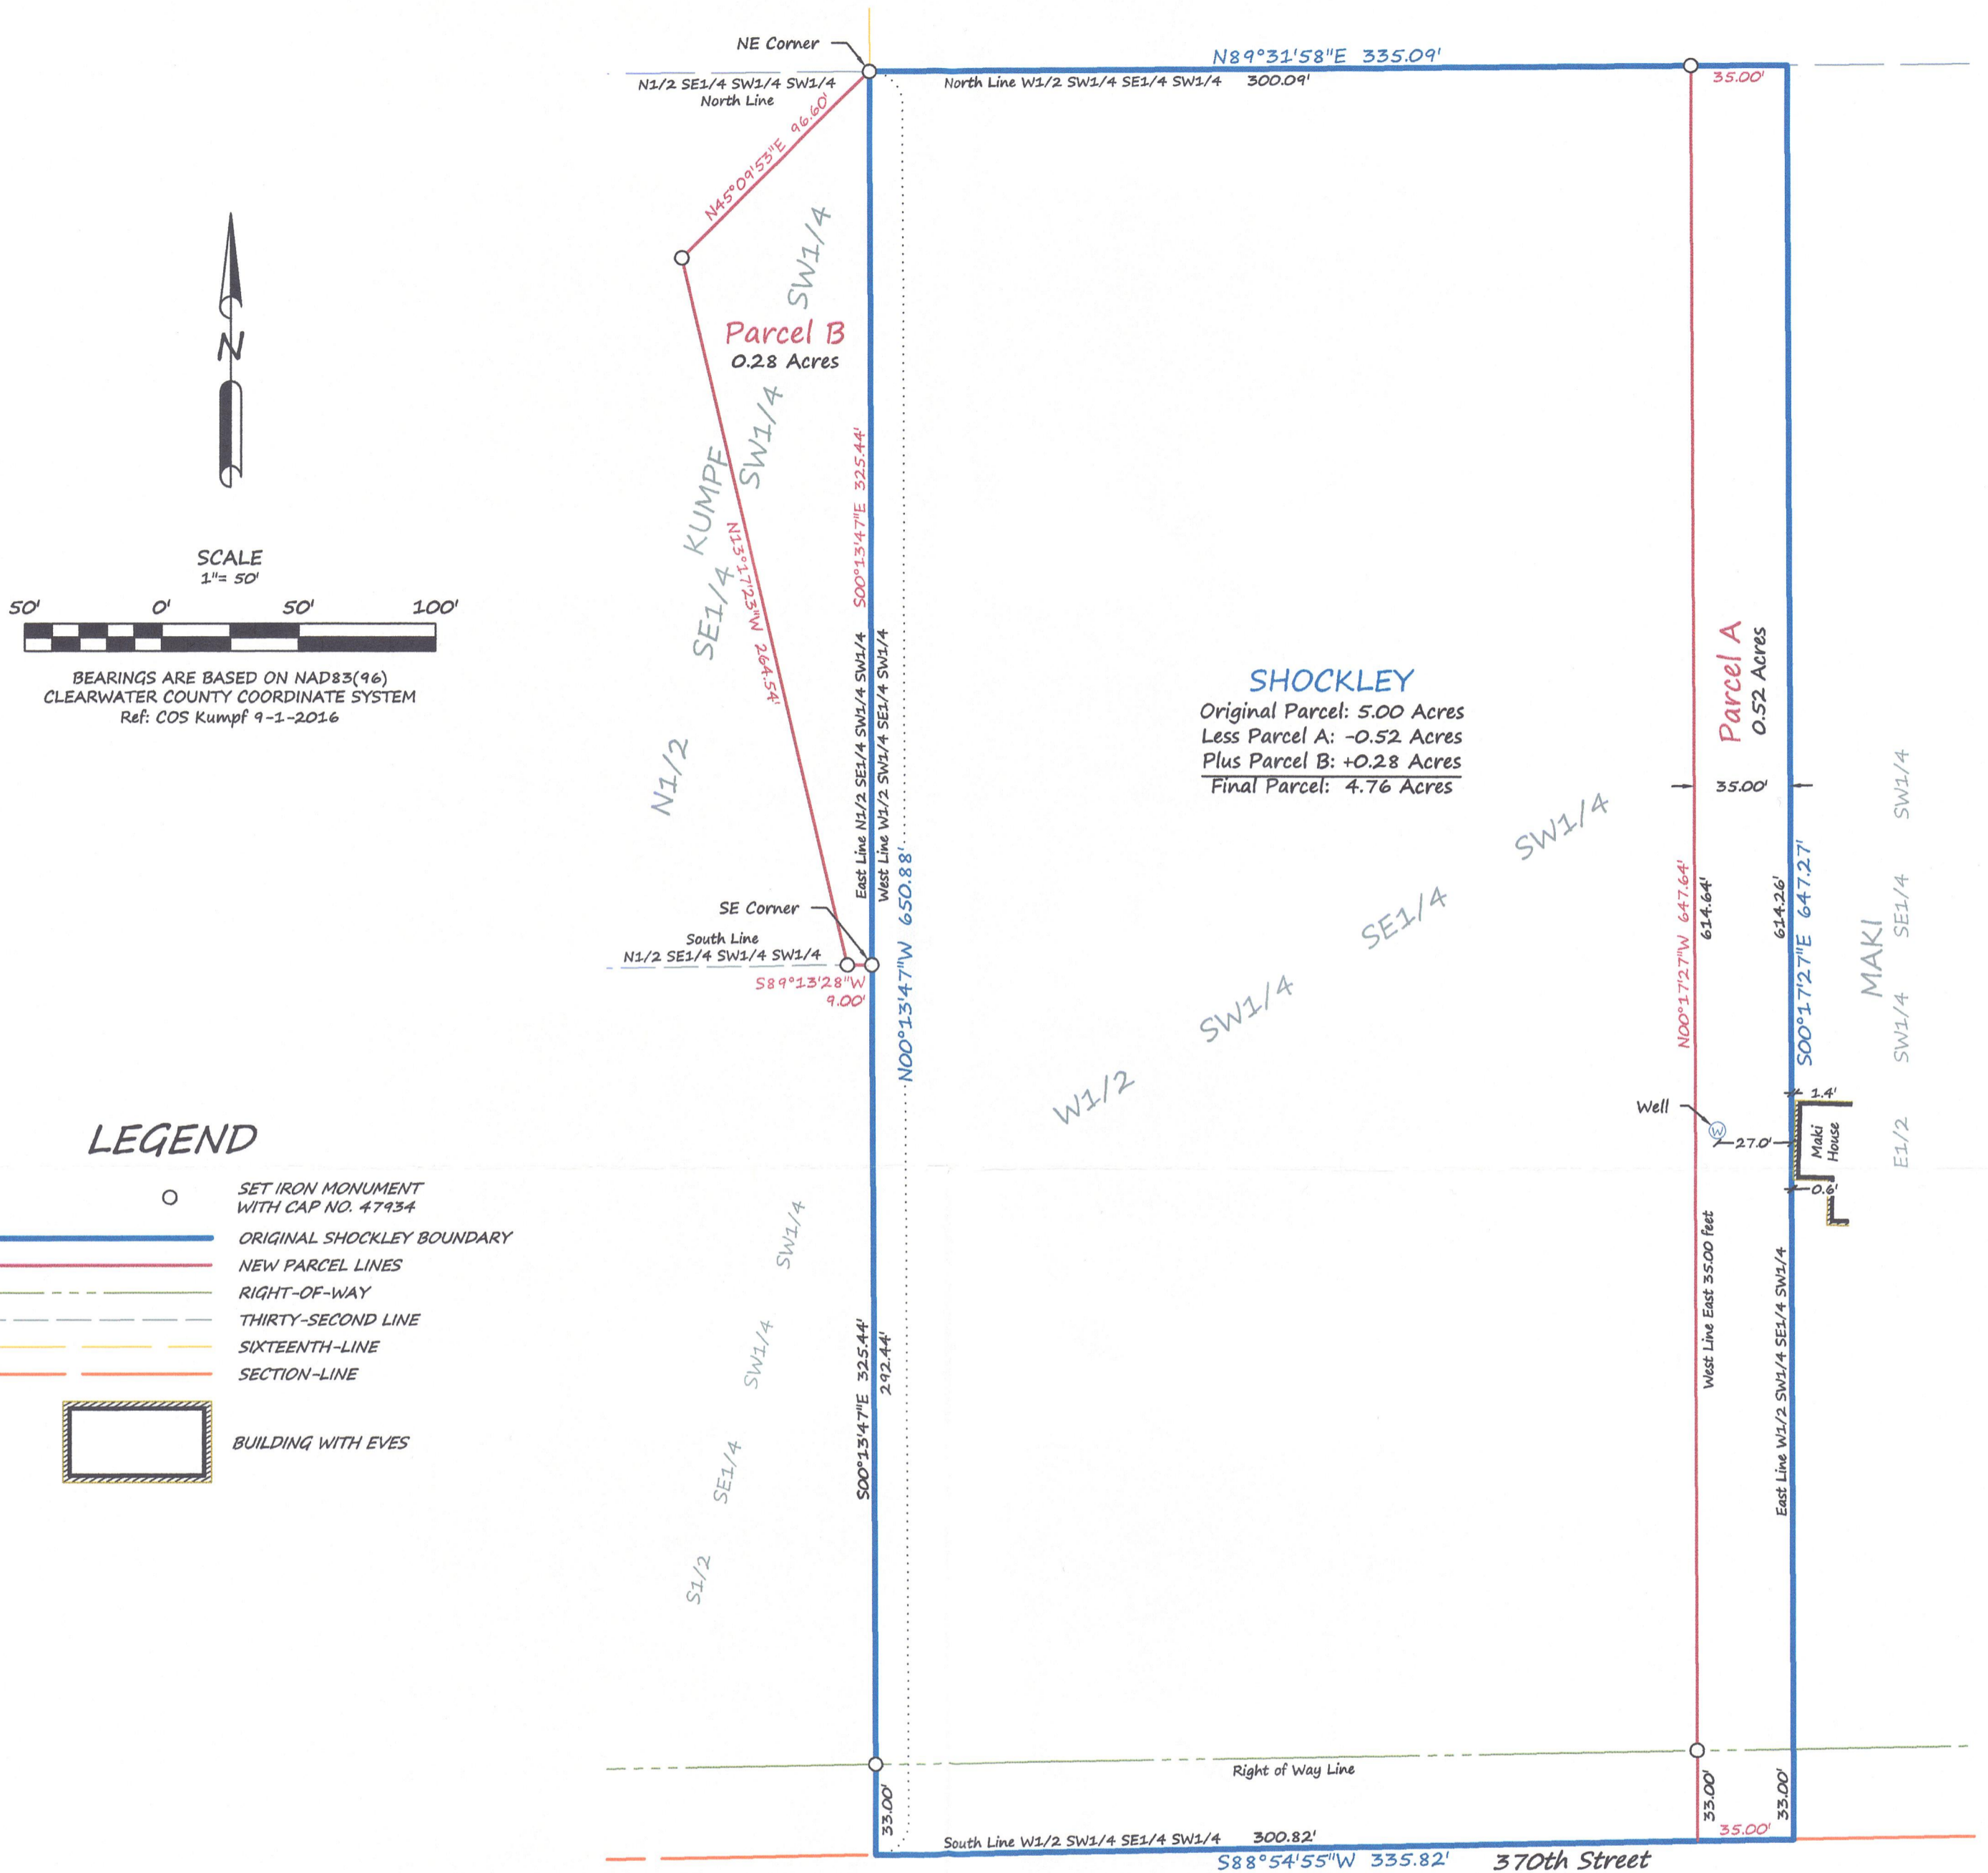 NE Corner
N89°31'58"E 335.09'
N1/2 SE1/4 SW1/4 SW1/4
North Line
North Line W1/2 SW1/4 SE1/4 SW1/4 300.09'
35.00'
N45°09'53"E 96.60'
SW1/4
Parcel B
0.28 Acres
SW1/4
KUMPF
SE1/4
N1/2
N13°17'23"W 264.54'
S00°13'47"E 325.44'
East Line N1/2 SE1/4 SW1/4 SW1/4
West Line W1/2 SW1/4 SE1/4 SW1/4
N00°13'47"W 650.88'
N
SCALE
1"= 50'
50' 0' 50' 100'
BEARINGS ARE BASED ON NAD83(96)
CLEARWATER COUNTY COORDINATE SYSTEM
Ref: COS Kumpf 9-1-2016
SHOCKLEY
Original Parcel: 5.00 Acres
Less Parcel A: -0.52 Acres
Plus Parcel B: +0.28 Acres
Final Parcel: 4.76 Acres
Parcel A
0.52 Acres
35.00'
N00°17'27"W 647.64'
614.64'
614.26'
S00°17'27"E 647.27'
MAKI
E1/2 SW1/4 SE1/4 SW1/4
W1/2 SW1/4 SE1/4 SW1/4
SE Corner
South Line
N1/2 SE1/4 SW1/4 SW1/4
S89°13'28"W
9.00'
Well
W
27.0'
1.4'
Maki
House
0.6'
West Line East 35.00 feet
East Line W1/2 SW1/4 SE1/4 SW1/4
S1/2 SE1/4 SW1/4 SW1/4
S00°13'47"E 325.44'
292.44'
LEGEND
SET IRON MONUMENT
WITH CAP NO. 47934
ORIGINAL SHOCKLEY BOUNDARY
NEW PARCEL LINES
RIGHT-OF-WAY
THIRTY-SECOND LINE
SIXTEENTH-LINE
SECTION-LINE
BUILDING WITH EVES
Right of Way Line
33.00'
33.00'
33.00'
South Line W1/2 SW1/4 SE1/4 SW1/4 300.82'
35.00'
S88°54'55"W 335.82'
370th Street